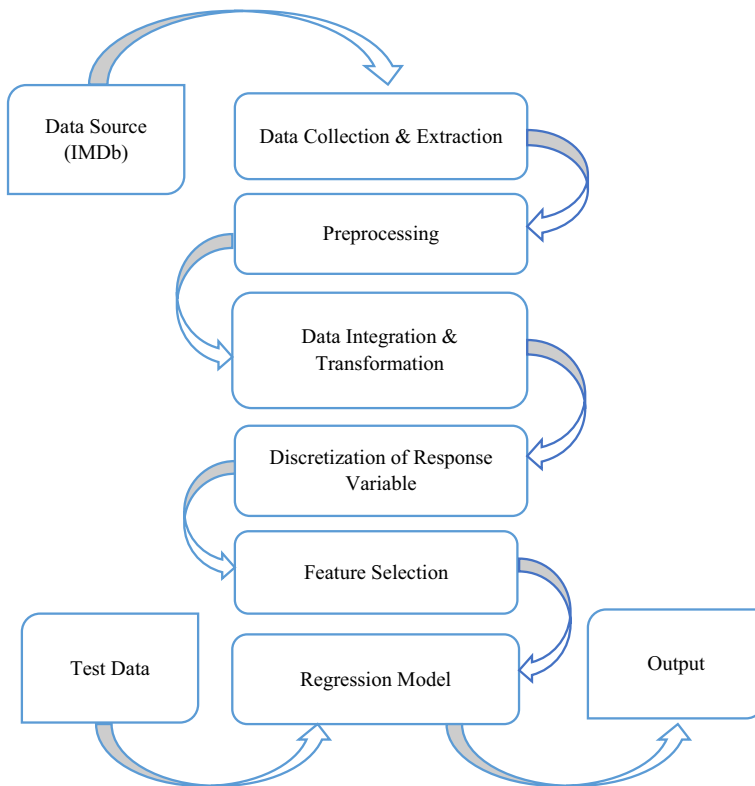 Data Source
(IMDb)
Data Collection & Extraction
Preprocessing
Data Integration &
Transformation
Discretization of Response
Variable
Feature Selection
Test Data
Regression Model
Output